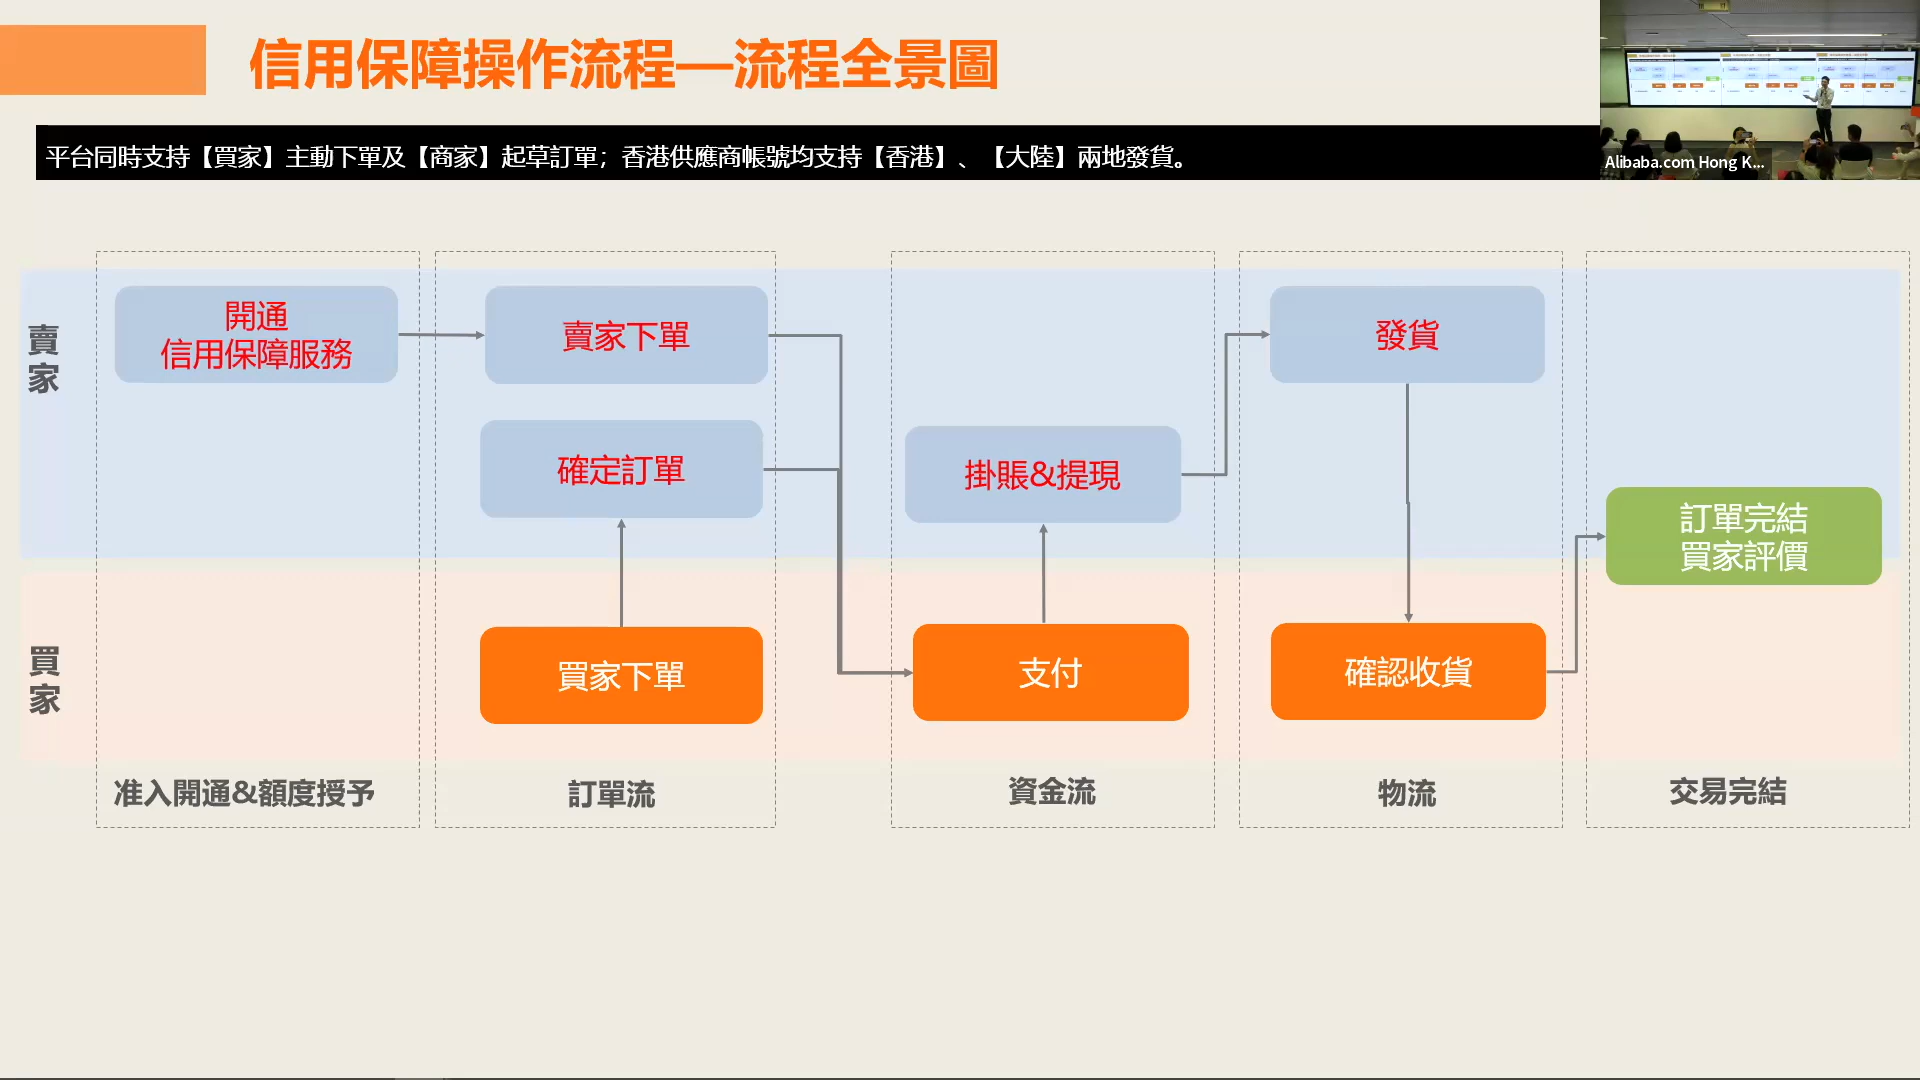 信用保障操作流程—流程全景圖
平台同時支持【買家】主動下單及【商家】起草訂單；香港供應商帳號均支持【香港】、【大陸】兩地發貨。
Alibaba.com Hong K...
賣家
開通
信用保障服務
賣家下單
發貨
確定訂單
掛賬&提現
訂單完結
買家評價
買家
買家下單
支付
確認收貨
准入開通&額度授予
訂單流
資金流
物流
交易完結